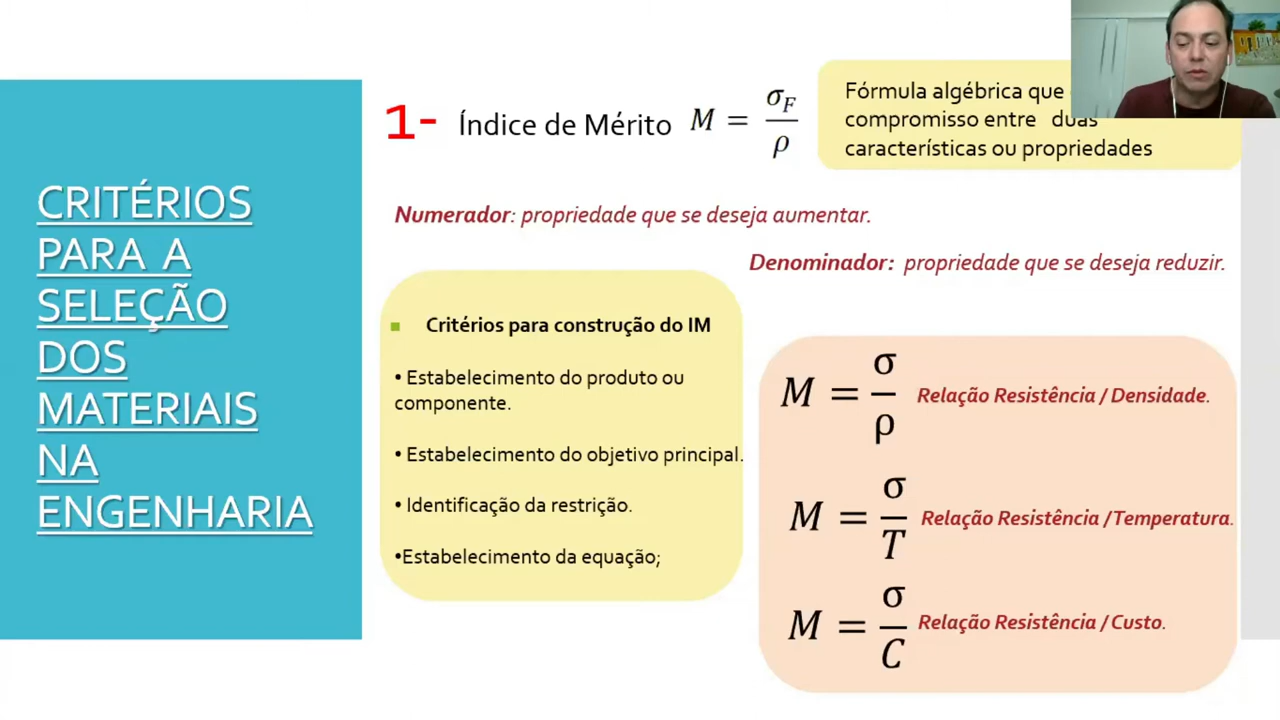 CRITÉRIOS
PARA A
SELEÇÃO
DOS
MATERIAIS
NA
ENGENHARIA
1- Índice de Mérito M = σF / ρ
Fórmula algébrica que
compromisso entre duas
características ou propriedades
Numerador: propriedade que se deseja aumentar.
Denominador: propriedade que se deseja reduzir.
▪ Critérios para construção do IM
• Estabelecimento do produto ou
componente.
• Estabelecimento do objetivo principal.
• Identificação da restrição.
•Estabelecimento da equação;
M = σ / ρ Relação Resistência / Densidade.
M = σ / T Relação Resistência /Temperatura.
M = σ / C Relação Resistência / Custo.